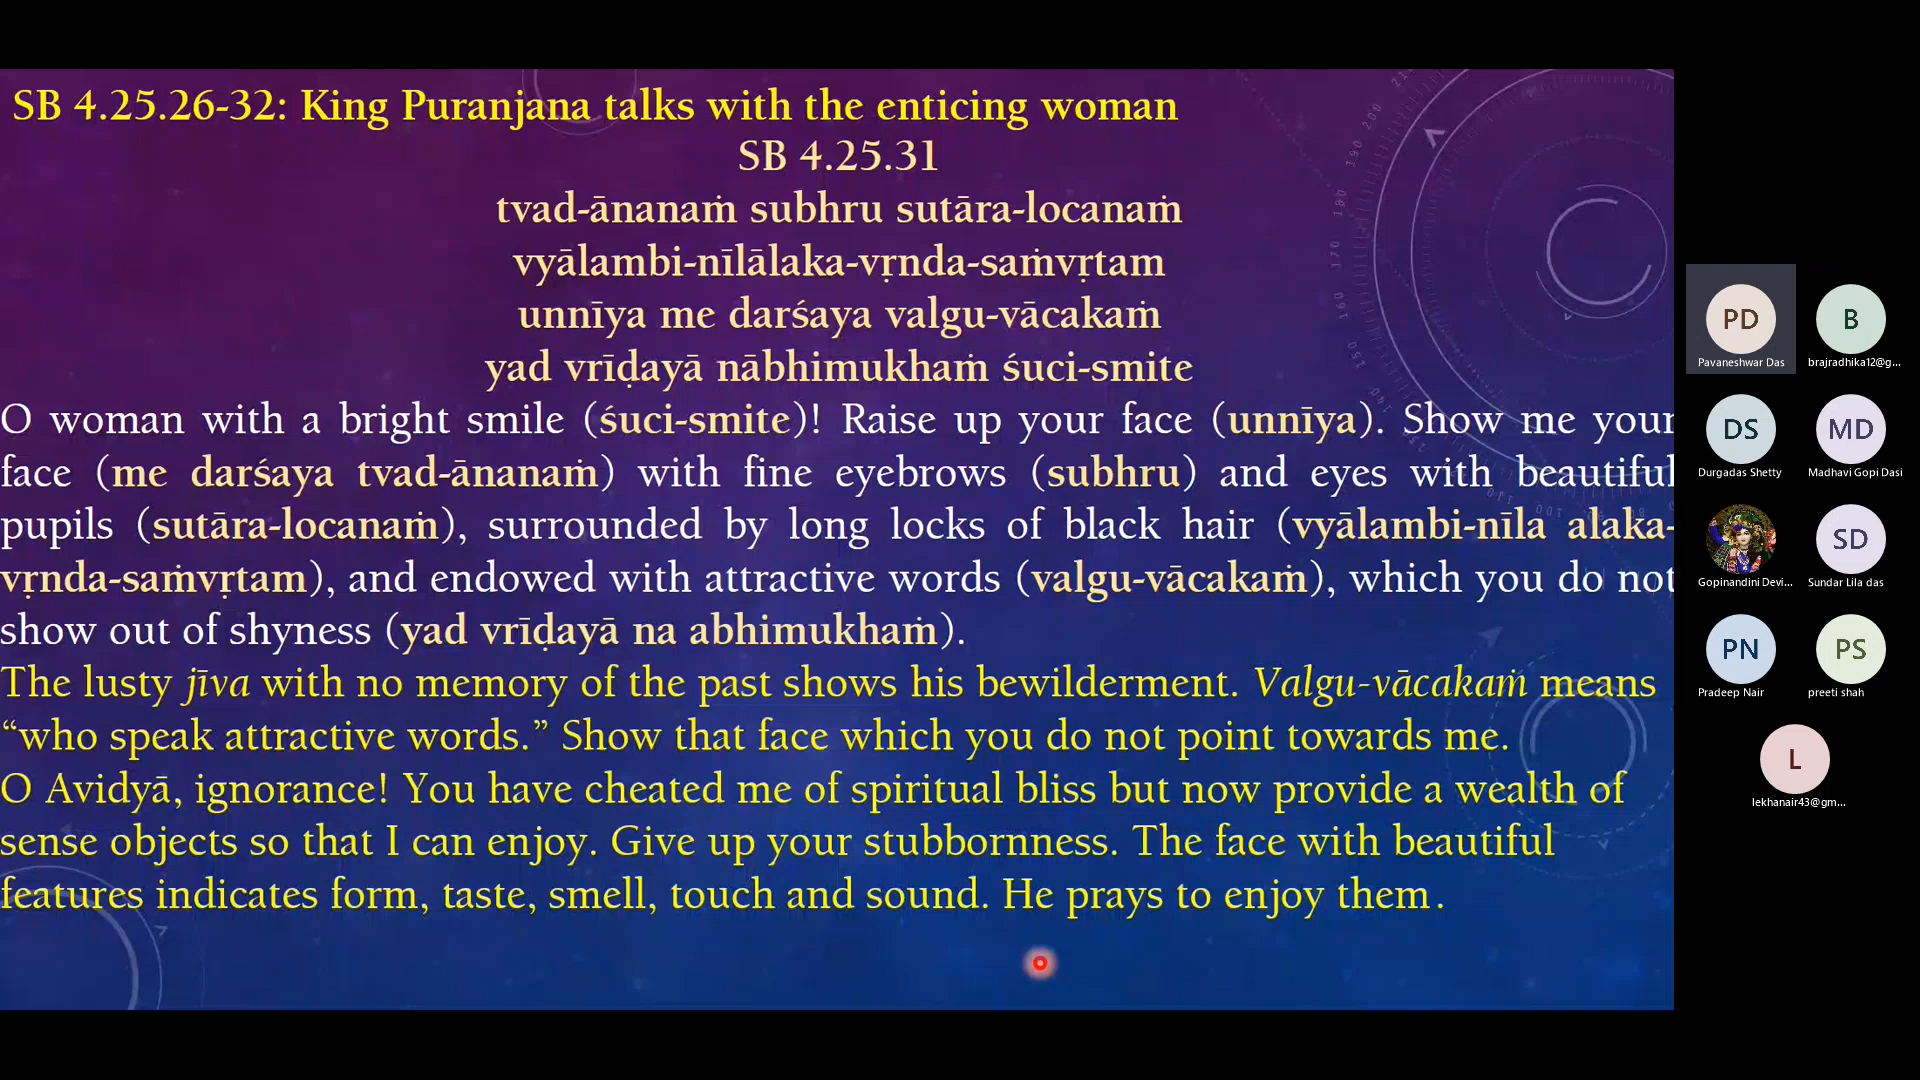 SB 4.25.26-32: King Puranjana talks with the enticing woman
SB 4.25.31
tvad-ānanaṁ subhru sutāra-locanaṁ
vyālambi-nīlālaka-vṛnda-saṁvṛtam
unnīya me darśaya valgu-vācakaṁ
yad vrīḍayā nābhimukhaṁ śuci-smite
O woman with a bright smile (śuci-smite)! Raise up your face (unnīya). Show me your
face (me darśaya tvad-ānanaṁ) with fine eyebrows (subhru) and eyes with beautiful
pupils (sutāra-locanaṁ), surrounded by long locks of black hair (vyālambi-nīla alaka-
vṛnda-saṁvṛtam), and endowed with attractive words (valgu-vācakaṁ), which you do not
show out of shyness (yad vrīḍayā na abhimukhaṁ).
The lusty jīva with no memory of the past shows his bewilderment. Valgu-vācakaṁ means
“who speak attractive words.” Show that face which you do not point towards me.
O Avidyā, ignorance! You have cheated me of spiritual bliss but now provide a wealth of
sense objects so that I can enjoy. Give up your stubbornness. The face with beautiful
features indicates form, taste, smell, touch and sound. He prays to enjoy them.
PD
Pavaneshwar Das
B
brajradhika12@g...
DS
Durgadas Shetty
MD
Madhavi Gopi Dasi
Gopinandini Devi...
SD
Sundar Lila das
PN
Pradeep Nair
PS
preeti shah
L
lekhanair43@gm...